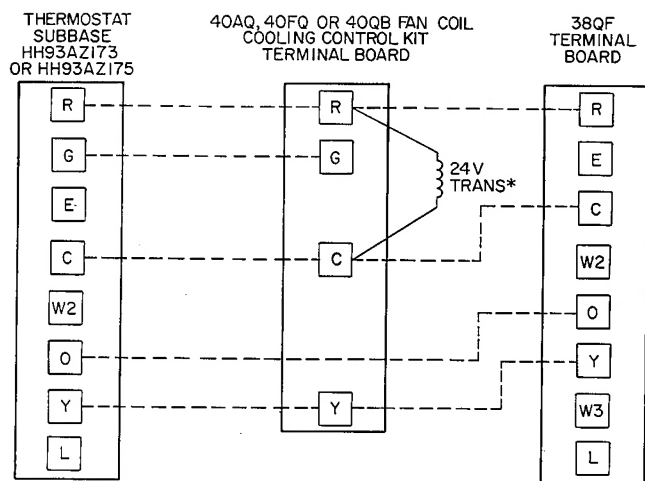 THERMOSTAT
SUBBASE
HH93AZ173
OR HH93AZ175
40AQ, 40FQ OR 40QB FAN COIL
COOLING CONTROL KIT
TERMINAL BOARD
38QF
TERMINAL
BOARD
R
G
E
C
W2
O
Y
L
R
G
C
Y
24V
TRANS*
R
E
C
W2
O
Y
W3
L